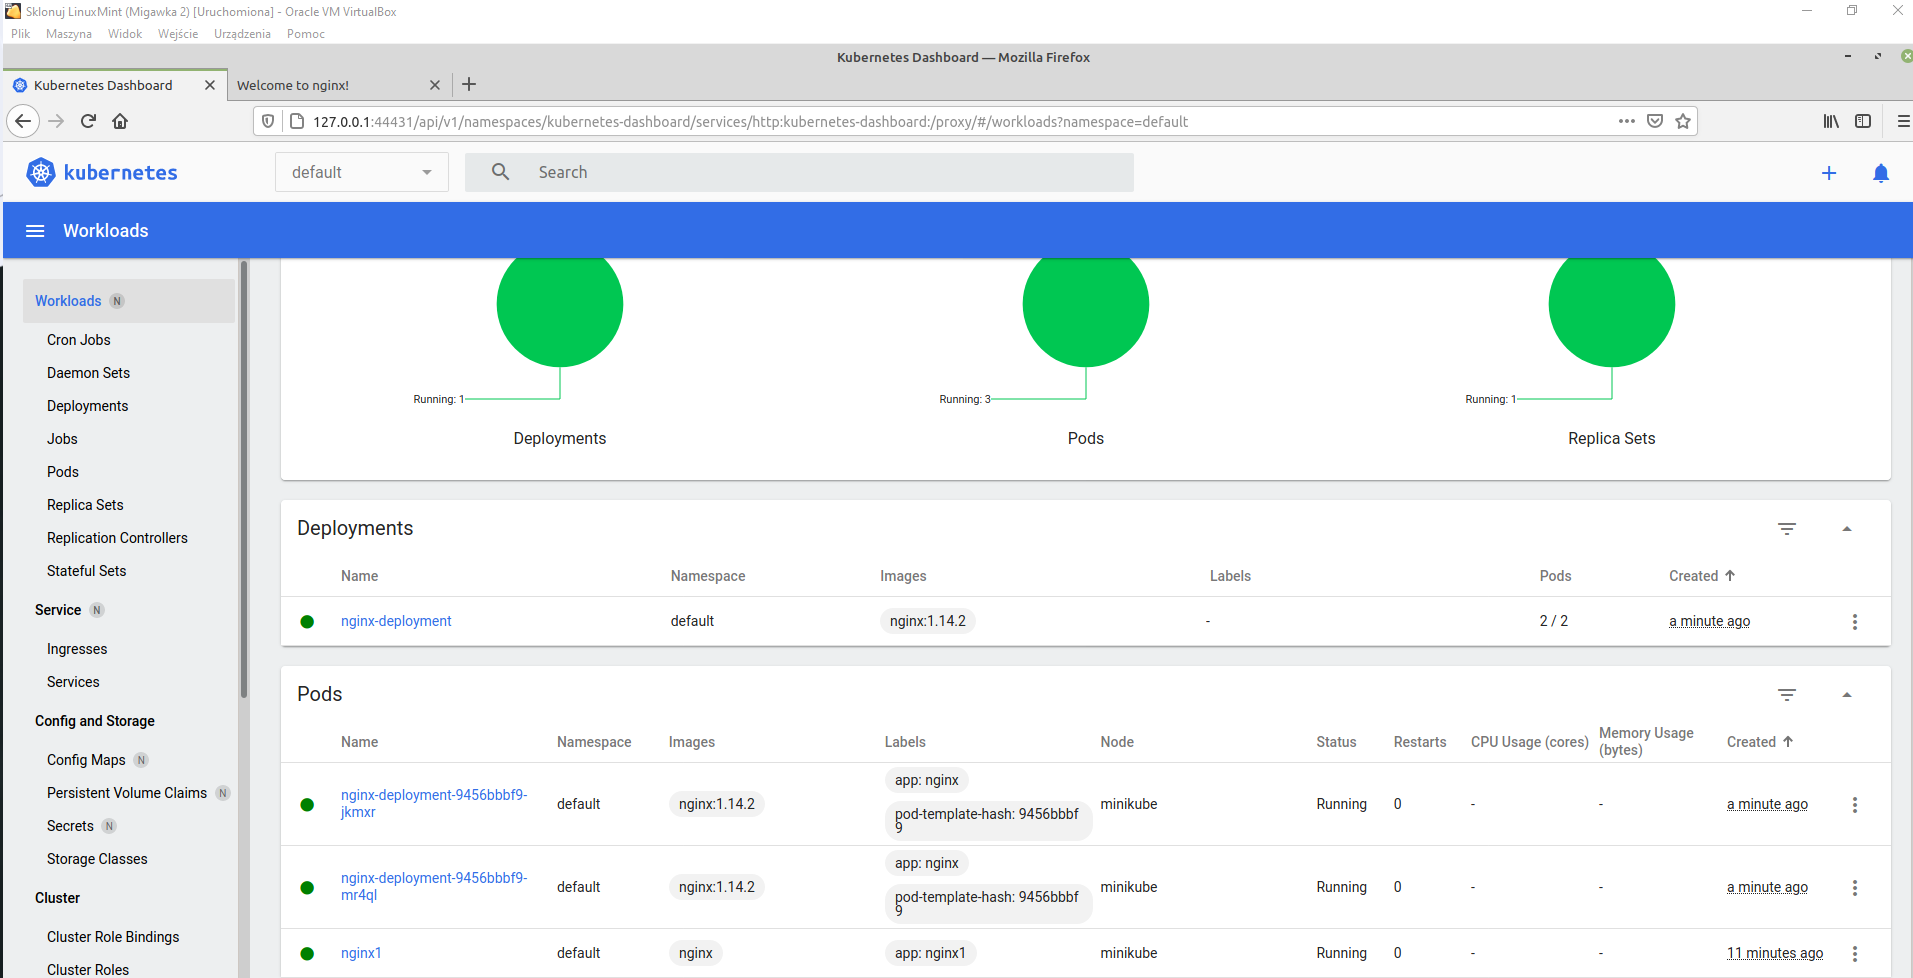 Sklonuj LinuxMint (Migawka 2) [Uruchomiona] - Oracle VM VirtualBox
Plik Maszyna Widok Wejście Urządzenia Pomoc
Kubernetes Dashboard — Mozilla Firefox
Kubernetes Dashboard
Welcome to nginx!
127.0.0.1:44431/api/v1/namespaces/kubernetes-dashboard/services/http:kubernetes-dashboard:/proxy/#/workloads?namespace=default
kubernetes
default
Search
Workloads
Workloads N
Cron Jobs
Daemon Sets
Deployments
Jobs
Pods
Replica Sets
Replication Controllers
Stateful Sets
Service N
Ingresses
Services
Config and Storage
Config Maps N
Persistent Volume Claims N
Secrets N
Storage Classes
Cluster
Cluster Role Bindings
Cluster Roles
Running: 1
Deployments
Running: 3
Pods
Running: 1
Replica Sets
Deployments
Name Namespace Images Labels Pods Created
nginx-deployment default nginx:1.14.2 - 2 / 2 a minute ago
Pods
Name Namespace Images Labels Node Status Restarts CPU Usage (cores) Memory Usage (bytes) Created
nginx-deployment-9456bbbf9-
jkmxr
default nginx:1.14.2
app: nginx
pod-template-hash: 9456bbbf
9
minikube Running 0 - - a minute ago
nginx-deployment-9456bbbf9-
mr4ql
default nginx:1.14.2
app: nginx
pod-template-hash: 9456bbbf
9
minikube Running 0 - - a minute ago
nginx1 default nginx app: nginx1 minikube Running 0 - - 11 minutes ago